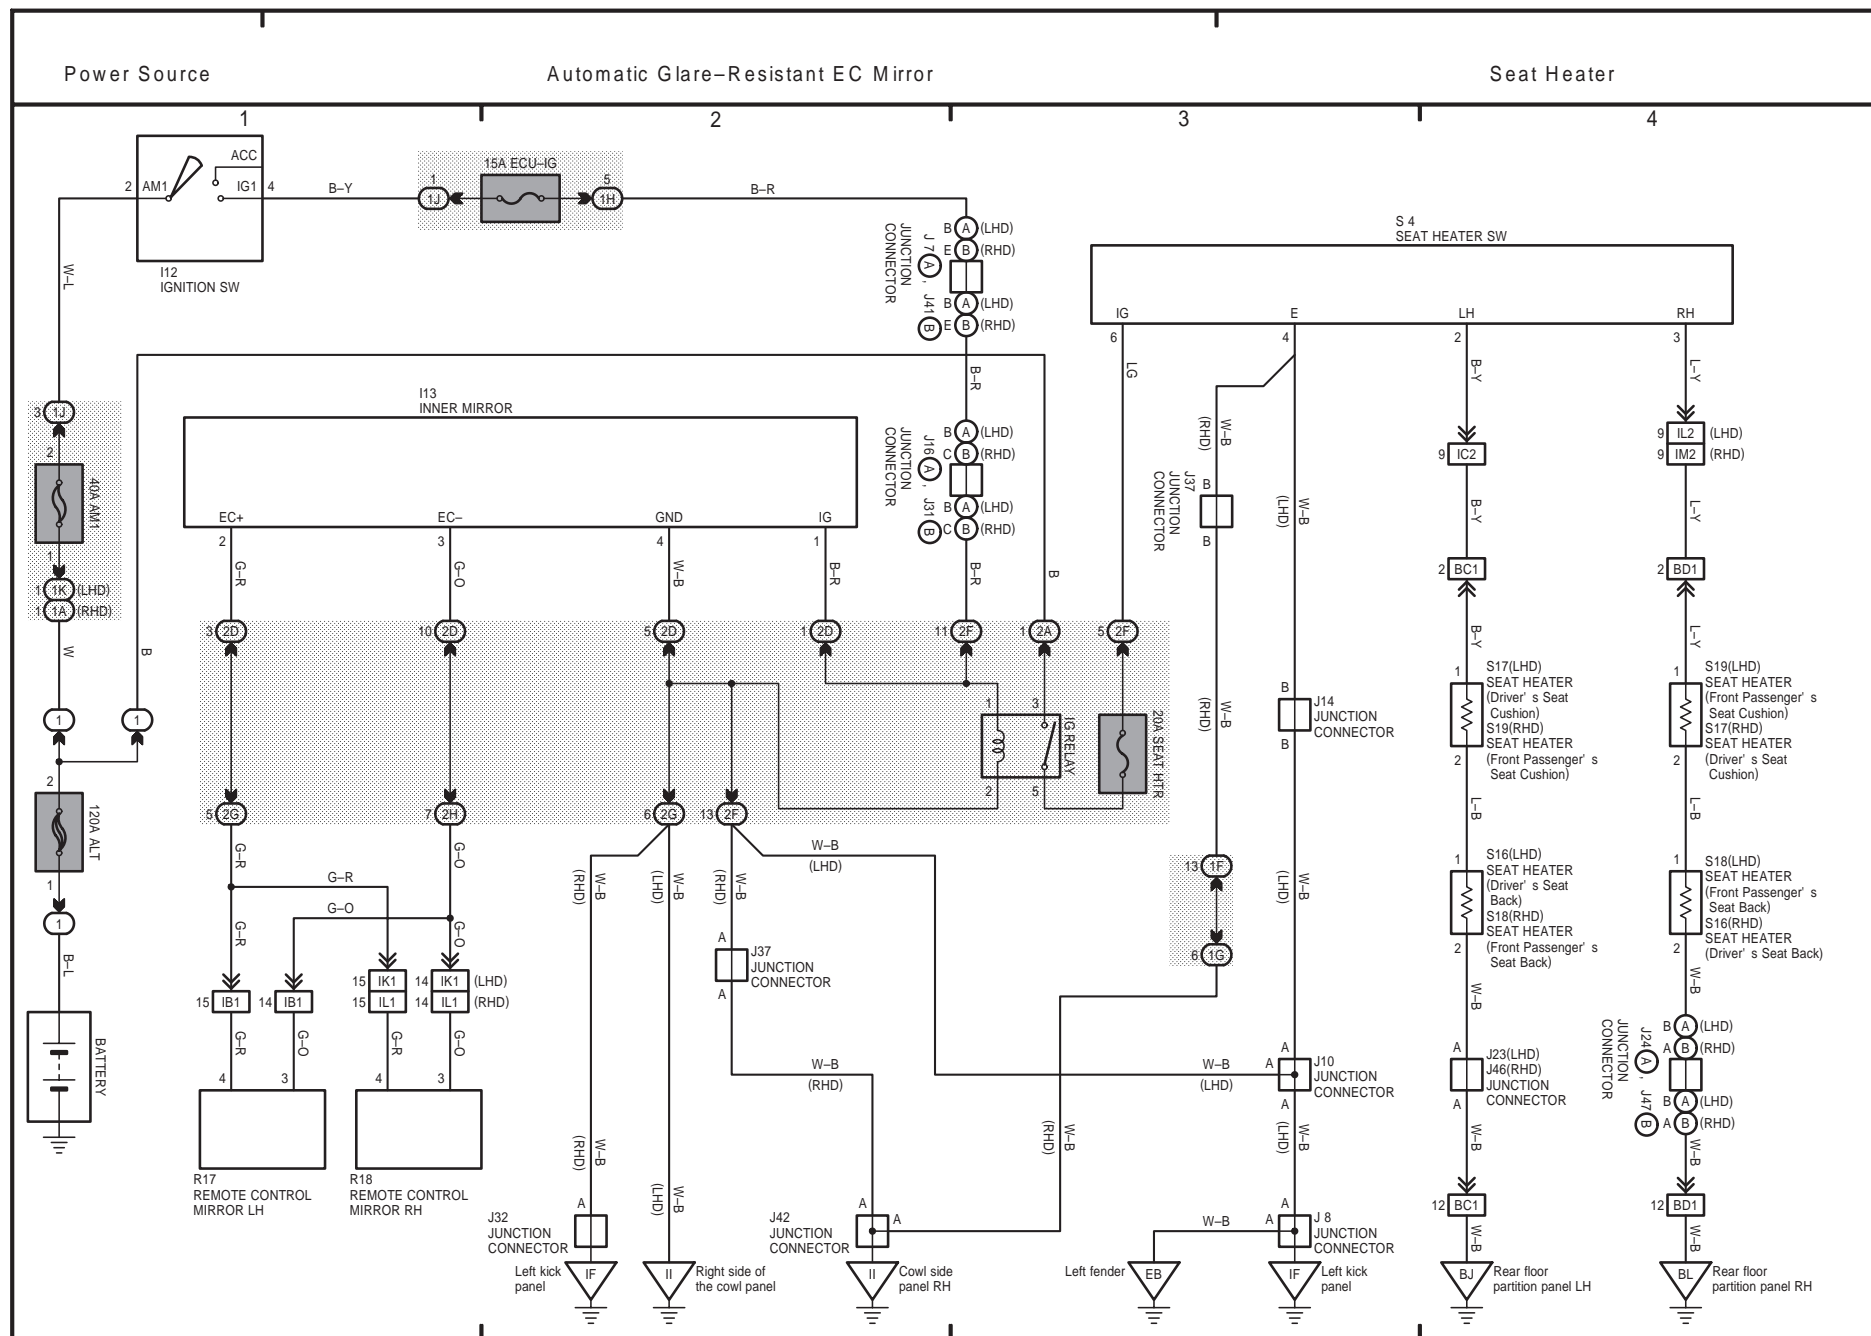 Power Source
Automatic Glare–Resistant EC Mirror
Seat Heater
1
2
3
4
ACC
2
AM1
IG1
4
I12
IGNITION SW
B–Y
1
1J
15A ECU–IG
5
1H
B–R
W–L
B A (LHD)
E B (RHD)
J 7 A , J41 B
JUNCTION
CONNECTOR
B A (LHD)
E B (RHD)
S 4
SEAT HEATER SW
IG
E
LH
RH
6
4
2
3
LG
B–R
B–Y
L–Y
3 1J
2
40A AM1
1
1 1K (LHD)
1 1A (RHD)
W
B
I13
INNER MIRROR
EC+
EC–
GND
IG
2
3
4
1
G–R
G–O
W–B
B–R
B A (LHD)
C B (RHD)
J16 A , J31 B
JUNCTION
CONNECTOR
B A (LHD)
C B (RHD)
B–R
B
W–B
(RHD)
B
J37
JUNCTION
CONNECTOR
B
W–B
(LHD)
9 IC2
9 IL2 (LHD)
9 IM2 (RHD)
B–Y
L–Y
2 BC1
2 BD1
B–Y
L–Y
3 2D
10 2D
5 2D
1 2D
11 2F
1 2A
5 2F
1
3
IG RELAY
2
5
20A SEAT HTR
W–B
(RHD)
B
J14
JUNCTION
CONNECTOR
B
1
S17(LHD)
SEAT HEATER
(Driver’ s Seat
Cushion)
S19(RHD)
SEAT HEATER
(Front Passenger’ s
Seat Cushion)
2
1
S19(LHD)
SEAT HEATER
(Front Passenger’ s
Seat Cushion)
S17(RHD)
SEAT HEATER
(Driver’ s Seat
Cushion)
2
1
1
2
120A ALT
1
1
B–L
BATTERY
5 2G
7 2H
6 2G
13 2F
L–B
L–B
G–R
G–O
G–R
G–O
W–B
(RHD)
W–B
(LHD)
W–B
(RHD)
W–B
(LHD)
13 1F
6 1G
W–B
(LHD)
1
S16(LHD)
SEAT HEATER
(Driver’ s Seat
Back)
S18(RHD)
SEAT HEATER
(Front Passenger’ s
Seat Back)
2
1
S18(LHD)
SEAT HEATER
(Front Passenger’ s
Seat Back)
S16(RHD)
SEAT HEATER
(Driver’ s Seat Back)
2
G–R
G–O
A
J37
JUNCTION
CONNECTOR
A
15 IB1
14 IB1
15 IK1
15 IL1
14 IK1 (LHD)
14 IL1 (RHD)
G–R
G–O
G–R
G–O
4
3
4
3
R17
REMOTE CONTROL
MIRROR LH
R18
REMOTE CONTROL
MIRROR RH
W–B
(RHD)
W–B
(LHD)
A
A
J10
JUNCTION
CONNECTOR
A
W–B
(LHD)
W–B
W–B
A
J23(LHD)
J46(RHD)
JUNCTION
CONNECTOR
A
B A (LHD)
A B (RHD)
J24 A , J47 B
JUNCTION
CONNECTOR
B A (LHD)
A B (RHD)
W–B
W–B
W–B
(RHD)
W–B
(LHD)
W–B
(RHD)
12 BC1
12 BD1
W–B
W–B
A
J32
JUNCTION
CONNECTOR
A
A
J42
JUNCTION
CONNECTOR
W–B
A
A
J 8
JUNCTION
CONNECTOR
Left kick
panel
IF
II
Right side of
the cowl panel
II
Cowl side
panel RH
Left fender
EB
IF
Left kick
panel
BJ
Rear floor
partition panel LH
BL
Rear floor
partition panel RH